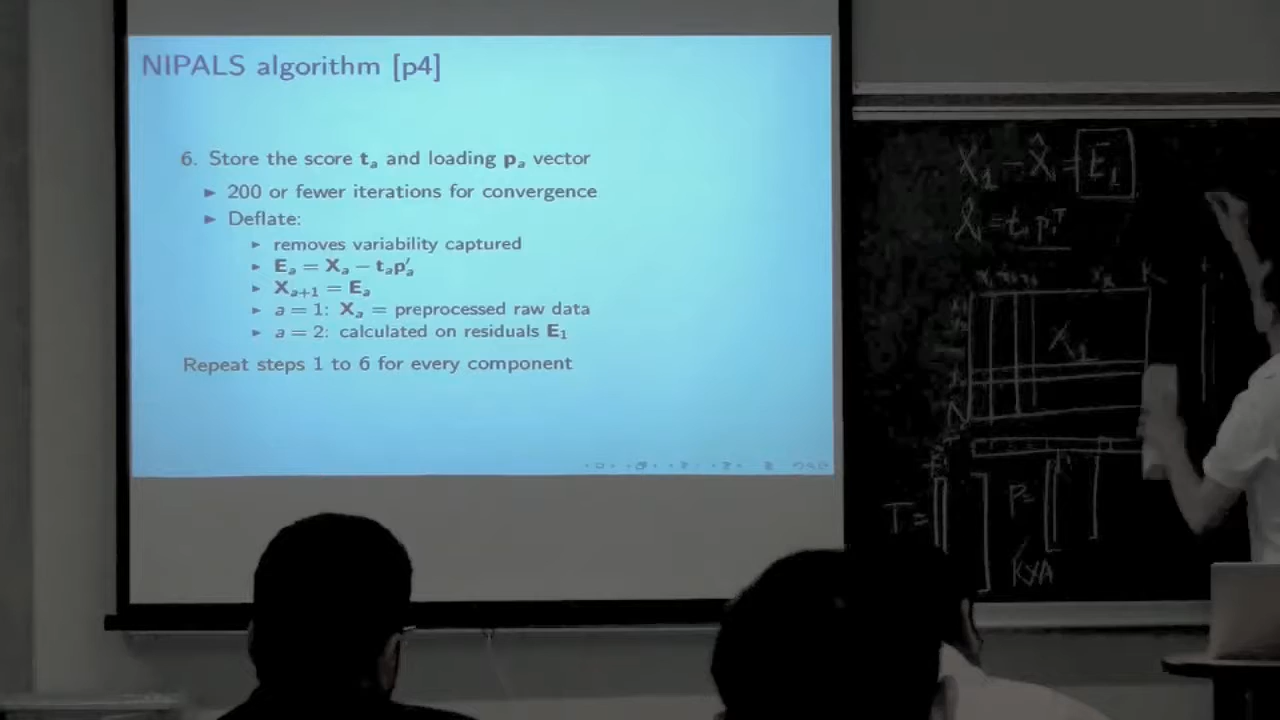 NIPALS algorithm [p4]
6. Store the score tₐ and loading pₐ vector
► 200 or fewer iterations for convergence
► Deflate:
► removes variability captured
► Eₐ = Xₐ − tₐp′ₐ
► Xₐ₊₁ = Eₐ
► a = 1: Xₐ = preprocessed raw data
► a = 2: calculated on residuals E₁
Repeat steps 1 to 6 for every component
X₁ − X̂₁ = E₁
X̂₁ = t₁ p₁ᵀ
K
X₁
N
T =
P =
K×A